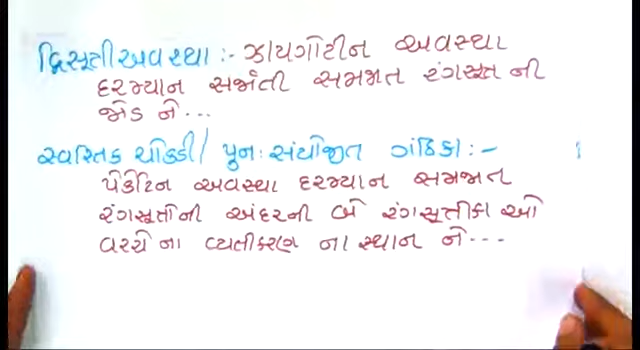 દ્વિસૂત્રી અવસ્થા :- ઝાયગોટીન અવસ્થા
દરમ્યાન સર્જાતી સમજાત રંગસૂત્ર ની
જોડ ને...
સ્વસ્તિક ચોકડી / પુન: સંયોજીત ગંઠિકા :-
પેકેટિન અવસ્થા દરમ્યાન સમજાત
રંગસૂત્રોની અંદરની બે રંગસૂત્રીકા ઓ
વચ્ચે ના વ્યતીકરણ ના સ્થાન ને---